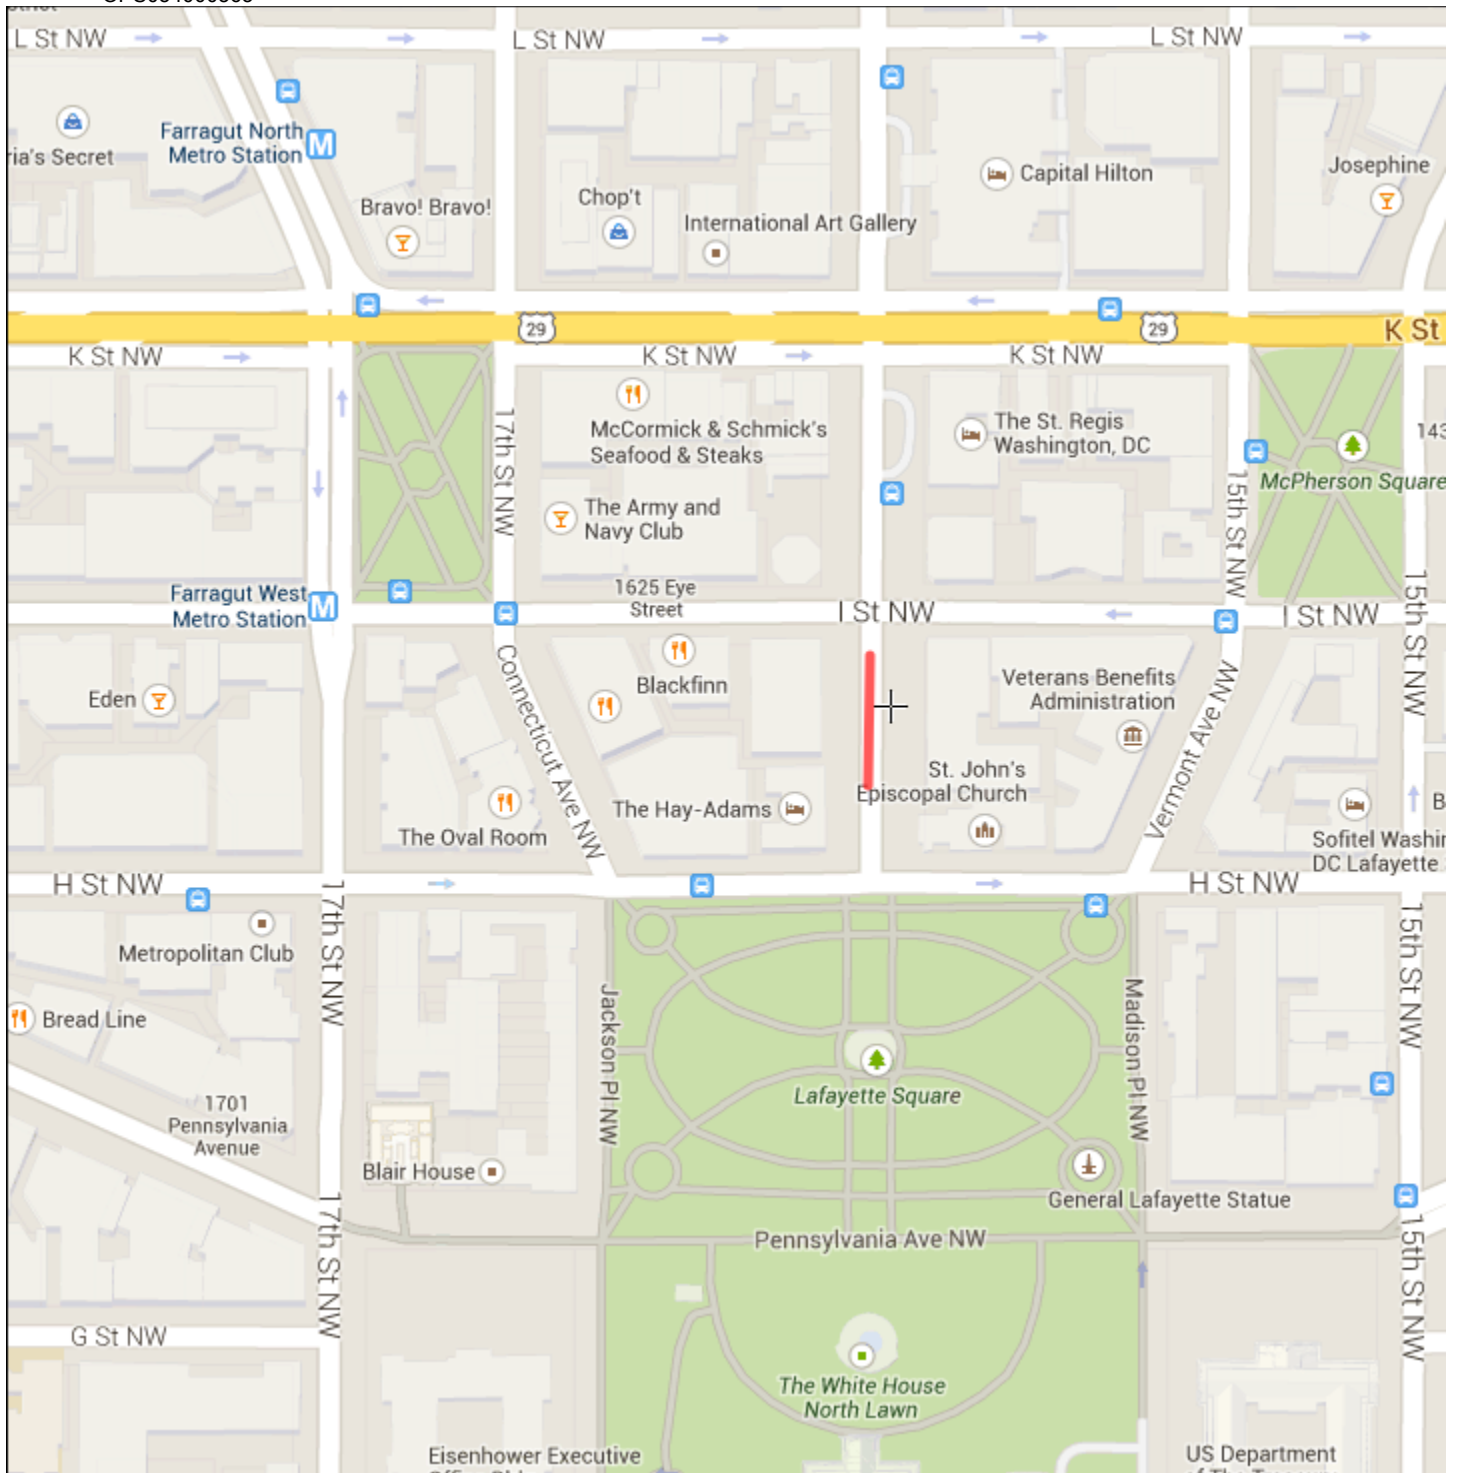 L St NW
L St NW
L St NW
Farragut North
Metro Station
M
ria's Secret
Bravo! Bravo!
Chop't
International Art Gallery
Capital Hilton
Josephine
29
29
K St
K St NW
K St NW
K St NW
17th St NW
McCormick & Schmick's
Seafood & Steaks
The Army and
Navy Club
The St. Regis
Washington, DC
15th St NW
143
McPherson Square
Farragut West
Metro Station
M
1625 Eye
Street
I St NW
I St NW
15th St NW
Eden
Connecticut Ave NW
Blackfinn
Veterans Benefits
Administration
Vermont Ave NW
The Oval Room
The Hay-Adams
St. John's
Episcopal Church
B
Sofitel Washi
DC Lafayette
H St NW
H St NW
17th St NW
15th St NW
Metropolitan Club
Bread Line
Jackson Pl NW
Madison Pl NW
Lafayette Square
1701
Pennsylvania
Avenue
Blair House
General Lafayette Statue
17th St NW
Pennsylvania Ave NW
15th St NW
G St NW
The White House
North Lawn
Eisenhower Executive
US Department